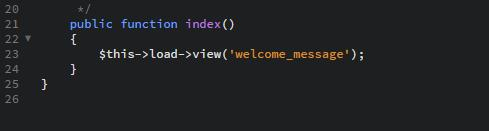 20 */
21 public function index()
22 {
23 $this->load->view('welcome_message');
24 }
25 }
26